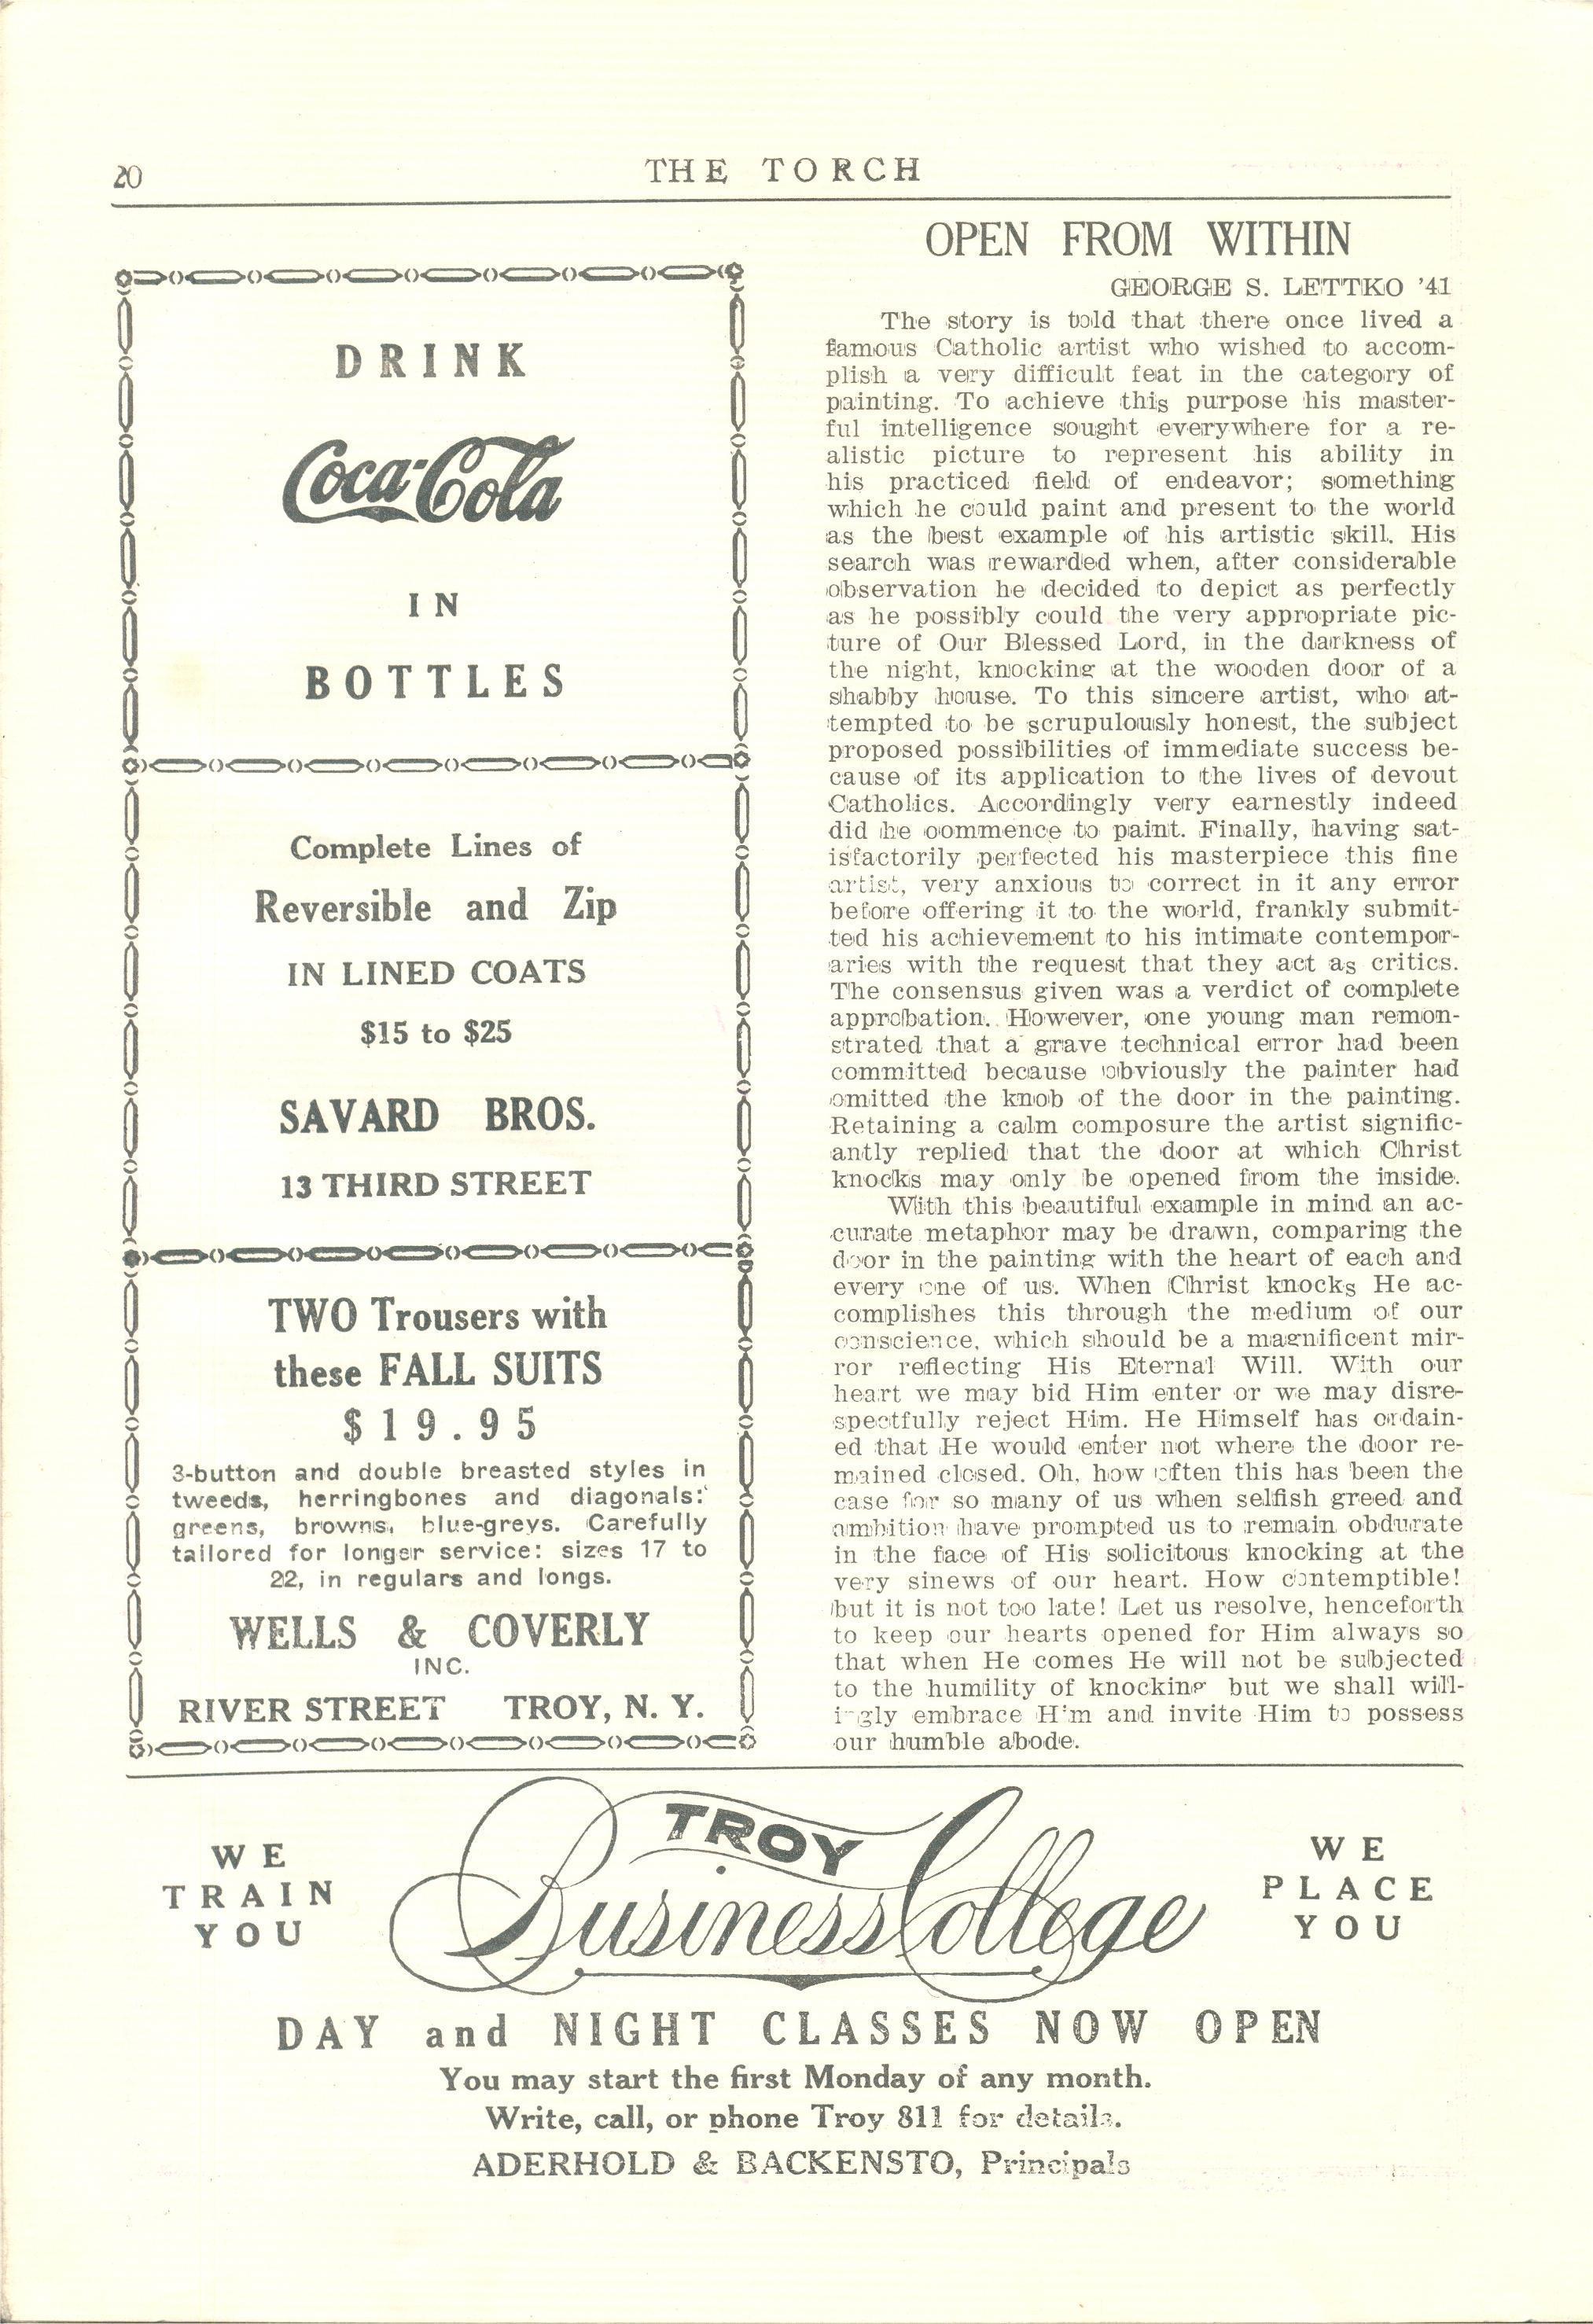 20
THE TORCH
DRINK
Coca-Cola
IN
BOTTLES
Complete Lines of
Reversible and Zip
IN LINED COATS
$15 to $25
SAVARD BROS.
13 THIRD STREET
TWO Trousers with
these FALL SUITS
$19.95
3-button and double breasted styles in
tweeds, herringbones and diagonals:
greens, browns, blue-greys. Carefully
tailored for longer service: sizes 17 to
22, in regulars and longs.
WELLS & COVERLY
INC.
RIVER STREET TROY, N. Y.
OPEN FROM WITHIN
GEORGE S. LETTKO '41
The story is told that there once lived a
famous Catholic artist who wished to accom-
plish a very difficult feat in the category of
painting. To achieve this purpose his master-
ful intelligence sought everywhere for a re-
alistic picture to represent his ability in
his practiced field of endeavor; something
which he could paint and present to the world
as the best example of his artistic skill. His
search was rewarded when, after considerable
observation he decided to depict as perfectly
as he possibly could the very appropriate pic-
ture of Our Blessed Lord, in the darkness of
the night, knocking at the wooden door of a
shabby house. To this sincere artist, who at-
tempted to be scrupulously honest, the subject
proposed possibilities of immediate success be-
cause of its application to the lives of devout
Catholics. Accordingly very earnestly indeed
did he commence to paint. Finally, having sat-
isfactorily perfected his masterpiece this fine
artist, very anxious to correct in it any error
before offering it to the world, frankly submit-
ted his achievement to his intimate contempor-
aries with the request that they act as critics.
The consensus given was a verdict of complete
approbation. However, one young man remon-
strated that a grave technical error had been
committed because obviously the painter had
omitted the knob of the door in the painting.
Retaining a calm composure the artist signific-
antly replied that the door at which Christ
knocks may only be opened from the inside.
With this beautiful example in mind an ac-
curate metaphor may be drawn, comparing the
door in the painting with the heart of each and
every one of us. When Christ knocks He ac-
complishes this through the medium of our
conscience, which should be a magnificent mir-
ror reflecting His Eternal Will. With our
heart we may bid Him enter or we may disre-
spectfully reject Him. He Himself has ordain-
ed that He would enter not where the door re-
mained closed. Oh, how often this has been the
case for so many of us when selfish greed and
ambition have prompted us to remain obdurate
in the face of His solicitous knocking at the
very sinews of our heart. How contemptible!
but it is not too late! Let us resolve, henceforth
to keep our hearts opened for Him always so
that when He comes He will not be subjected
to the humility of knocking but we shall will-
ingly embrace Him and invite Him to possess
our humble abode.
WE
TRAIN
YOU
TROY
Business College
WE
PLACE
YOU
DAY and NIGHT CLASSES NOW OPEN
You may start the first Monday of any month.
Write, call, or phone Troy 811 for details.
ADERHOLD & BACKENSTO, Principals